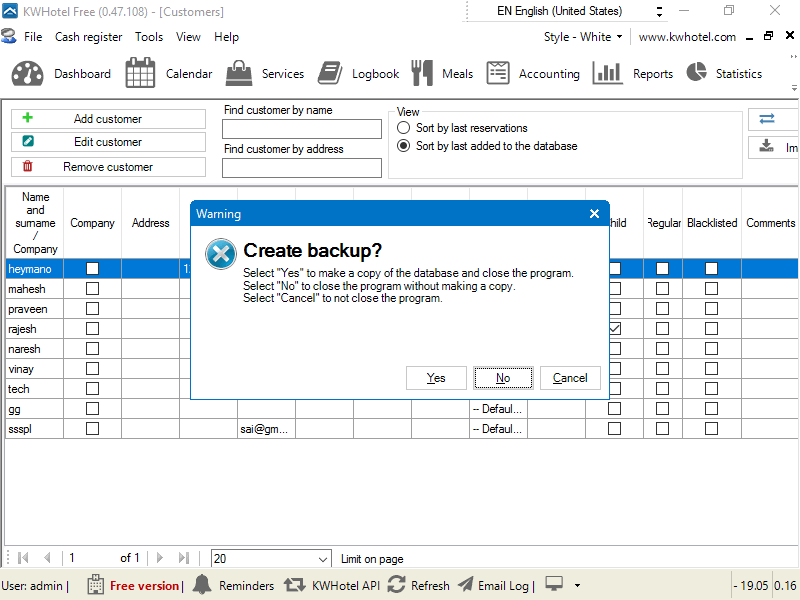 KWHotel Free (0.47.108) - [Customers]
EN English (United States)
File Cash register Tools View Help
Style - White
www.kwhotel.com
Dashboard Calendar Services Logbook Meals Accounting Reports Statistics
Add customer
Edit customer
Remove customer
Find customer by name
Find customer by address
View
Sort by last reservations
Sort by last added to the database
Im
Name and surname / Company
Company Address
hild Regular Blacklisted Comments
heymano
mahesh
praveen
rajesh
naresh
vinay
tech
gg -- Defaul...
ssspl sai@gm... -- Defaul...
Warning
Create backup?
Select "Yes" to make a copy of the database and close the program.
Select "No" to close the program without making a copy.
Select "Cancel" to not close the program.
Yes No Cancel
1 of 1 20 Limit on page
User: admin | Free version | Reminders KWHotel API Refresh Email Log | - 19.05 0.16